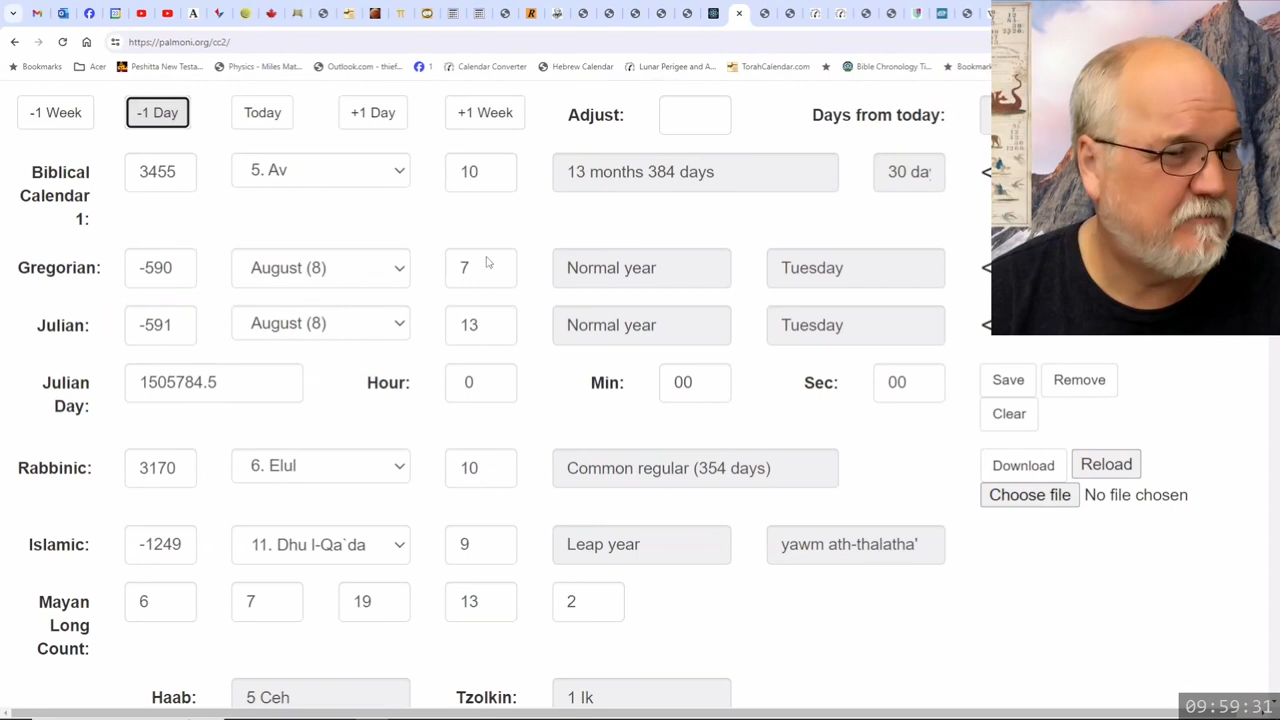 https://palmoni.org/cc2/
Bookmarks Acer Peshitta New Testa... Physics - Miles Mat... Outlook.com - thief... 1 Calendar Converter Hebrew Calendar Lunar Perigee and A... TorahCalendar.com Bible Chronology Ti... Bookmark
-1 Week -1 Day Today +1 Day +1 Week Adjust: Days from today:
Biblical Calendar 1: 3455 5. Av 10 13 months 384 days 30 da <
Gregorian: -590 August (8) 7 Normal year Tuesday <
Julian: -591 August (8) 13 Normal year Tuesday <
Julian Day: 1505784.5 Hour: 0 Min: 00 Sec: 00 Save Remove
Clear
Rabbinic: 3170 6. Elul 10 Common regular (354 days) Download Reload
Choose file No file chosen
Islamic: -1249 11. Dhu l-Qa`da 9 Leap year yawm ath-thalatha'
Mayan Long Count: 6 7 19 13 2
Haab: 5 Ceh Tzolkin: 1 Ik
09:59:31